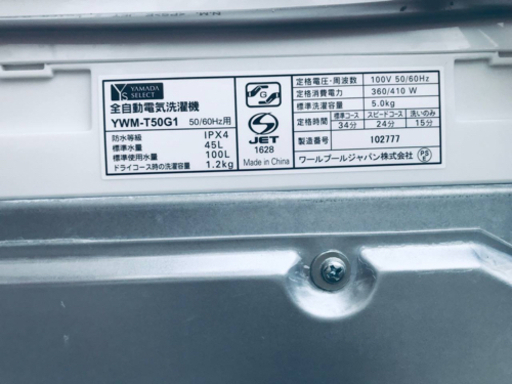 YS YAMADA SELECT
全自動電気洗濯機
YWM-T50G1 50/60Hz用
防水等級 IPX4
標準水量 45L
標準使用水量 100L
ドライコース時の洗濯容量 1.2kg
G
JET
1628
Made in China
定格電圧・周波数 100V 50/60Hz
定格消費電力 360/410 W
標準洗濯容量 5.0kg
定格時間 標準コース 34分 スピードコース 24分 洗いのみ 15分
製造番号 102777
ワールプールジャパン株式会社 PSE